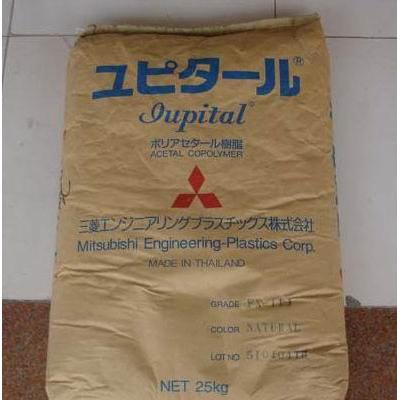 ユピタール®
Iupital®
ポリアセタール樹脂
ACETAL COPOLYMER
三菱エンジニアリングプラスチックス株式会社
Mitsubishi Engineering-Plastics Corp.
MADE IN THAILAND
GRADE
COLOR NATURAL
LOT NO
NET 25kg